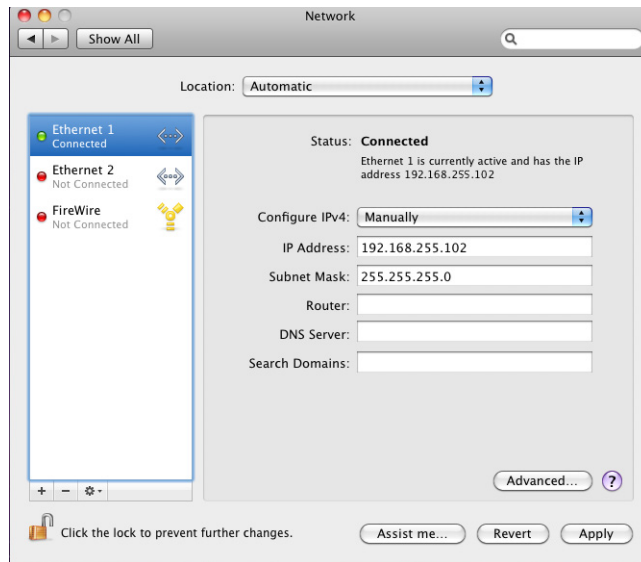 Network
Show All
Location: Automatic
Ethernet 1
Connected
Ethernet 2
Not Connected
FireWire
Not Connected
Status: Connected
Ethernet 1 is currently active and has the IP
address 192.168.255.102
Configure IPv4: Manually
IP Address: 192.168.255.102
Subnet Mask: 255.255.255.0
Router:
DNS Server:
Search Domains:
Advanced... ?
Click the lock to prevent further changes.
Assist me... Revert Apply